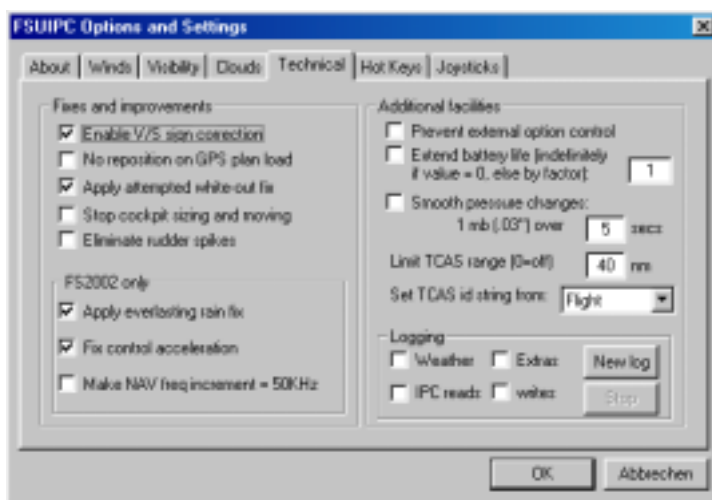 FSUIPC Options and Settings
About Winds Visibility Clouds Technical Hot Keys Joysticks
Fixes and improvements
Enable V/S sign correction
No reposition on GPS plan load
Apply attempted white-out fix
Stop cockpit sizing and moving
Eliminate rudder spikes
FS2002 only
Apply everlasting rain fix
Fix control acceleration
Make NAV freq increment = 50KHz
Additional facilities
Prevent external option control
Extend battery life (indefinitely
if value = 0, else by factor): 1
Smooth pressure changes:
1 mb (.03") over 5 secs
Limit TCAS range (0=off) 40 nm
Set TCAS id string from: Flight
Logging
Weather Extras New log
IPC reads writes Stop
OK Abbrechen